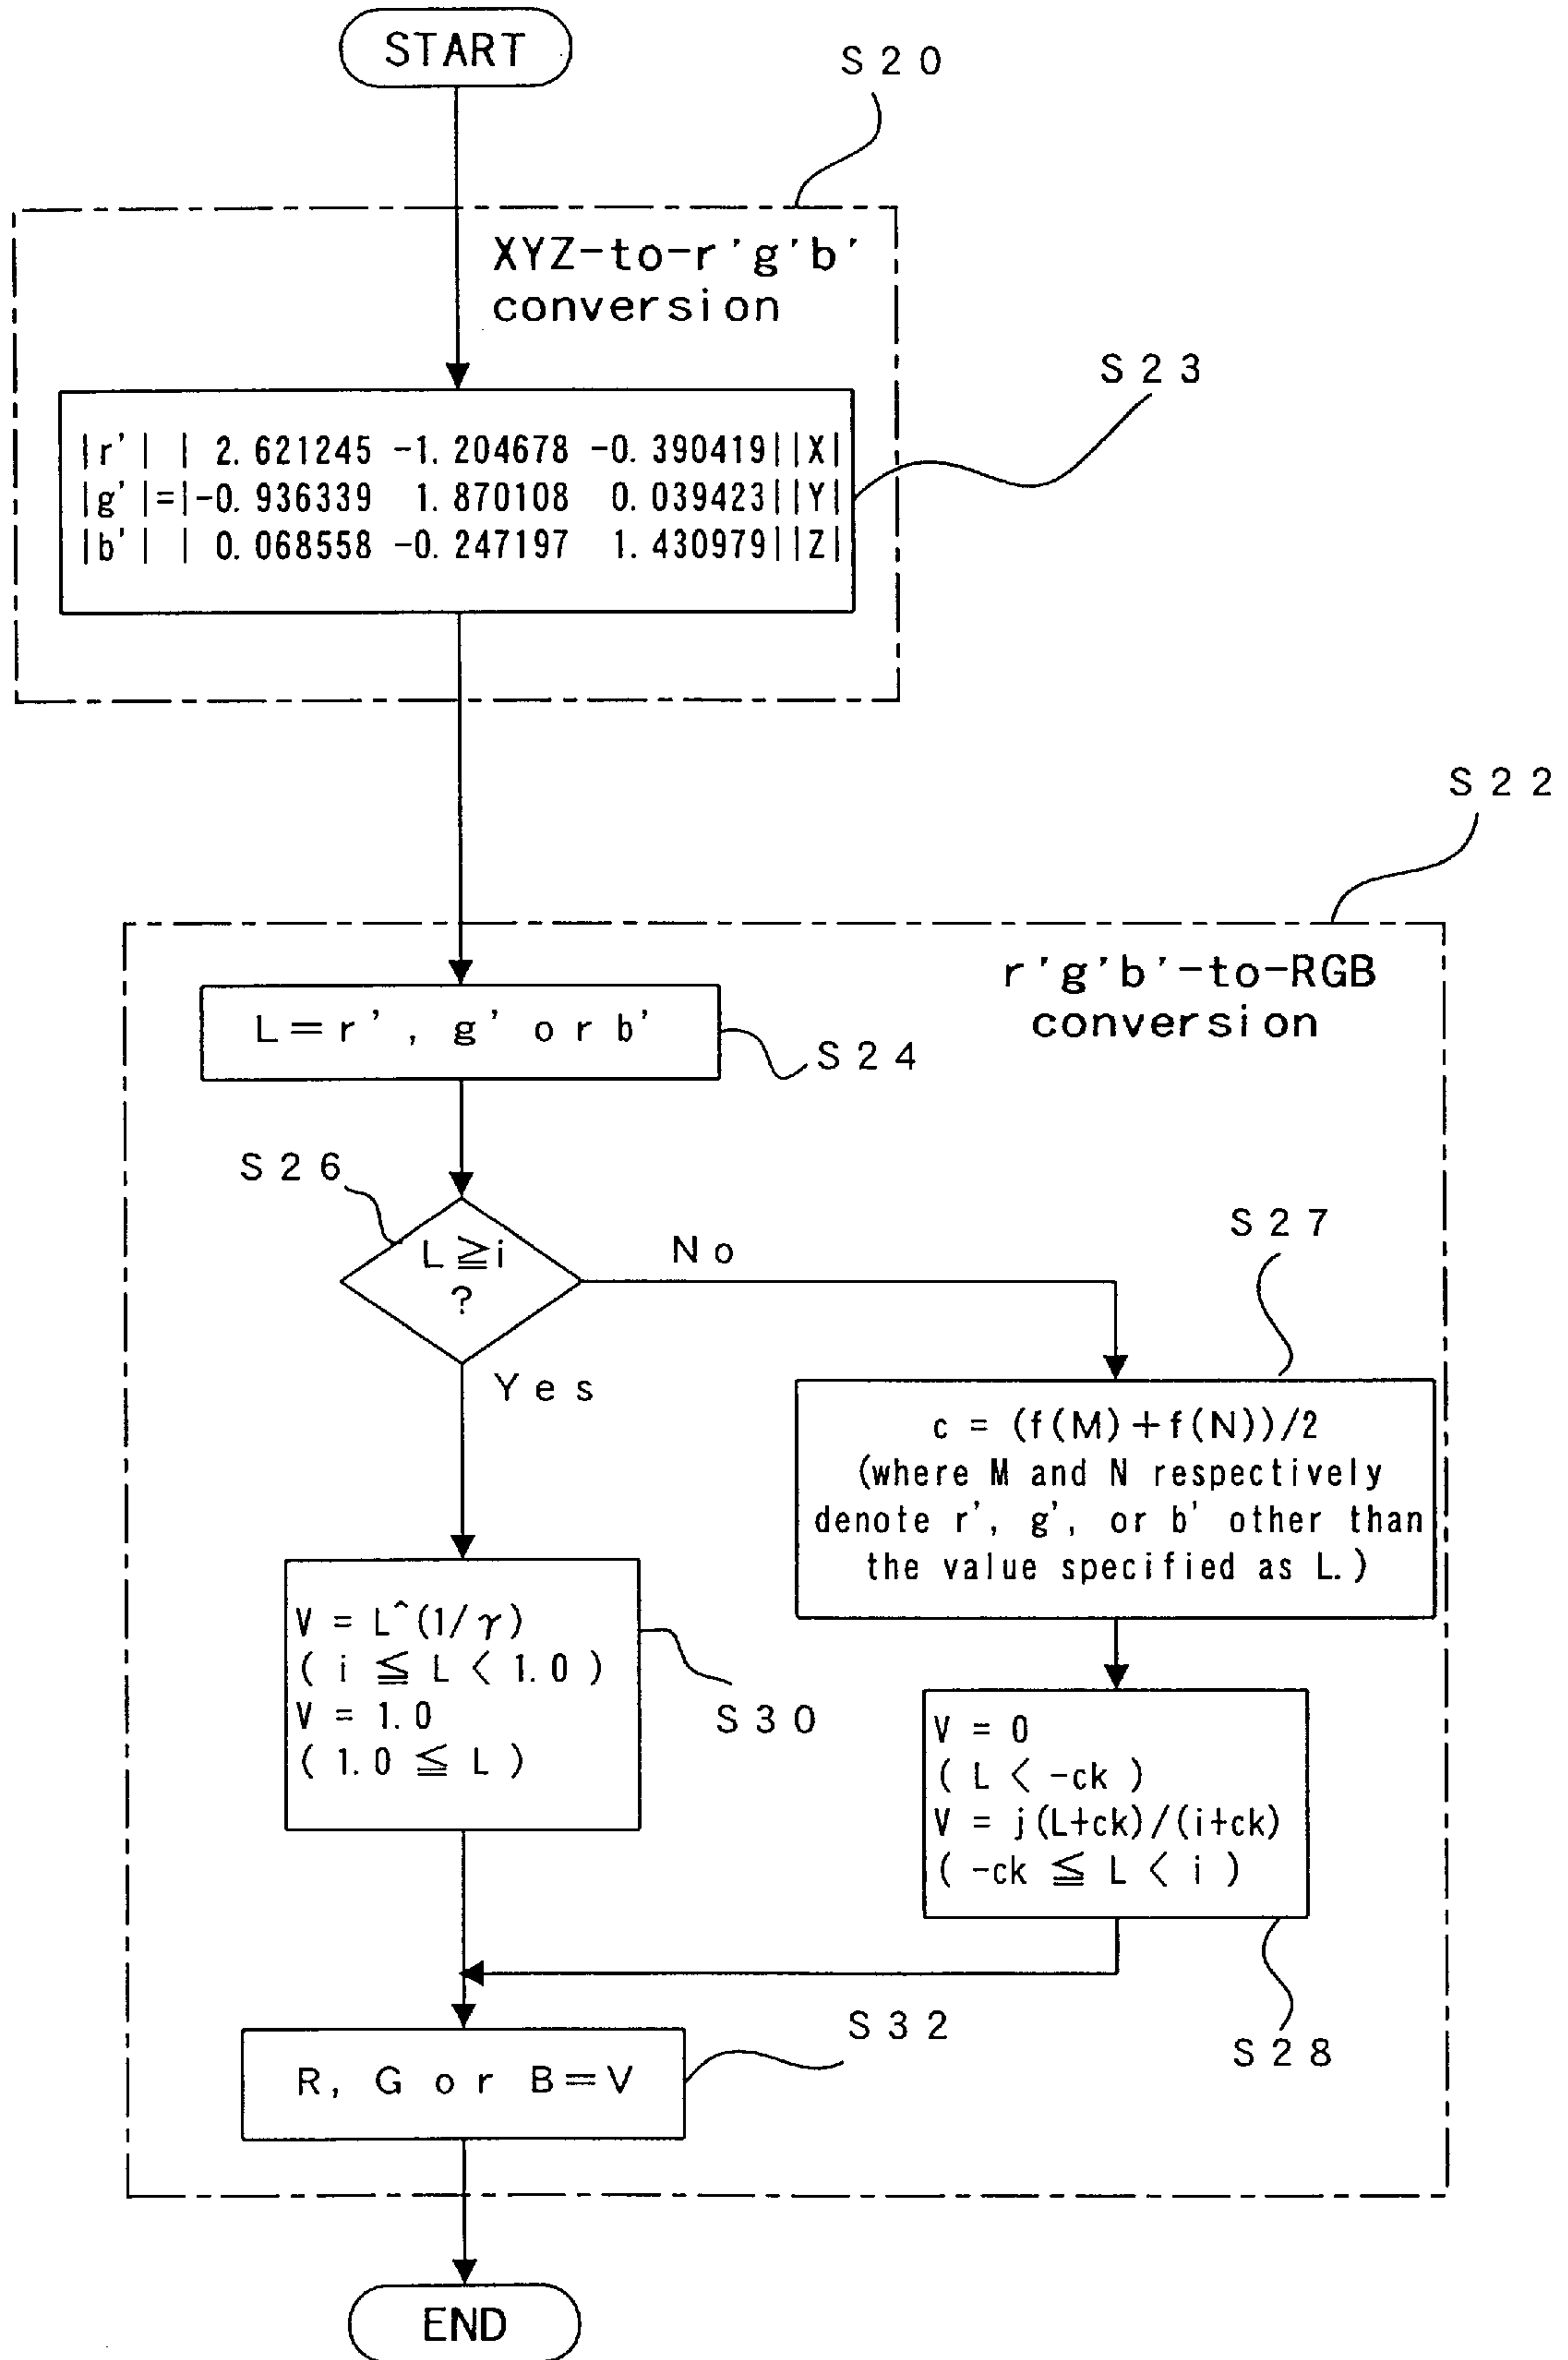 START
S20
XYZ-to-r'g'b'
conversion
S23
|r'| | 2.621245 -1.204678 -0.390419||X|
|g'|=|-0.936339 1.870108 0.039423||Y|
|b'| | 0.068558 -0.247197 1.430979||Z|
S22
r'g'b'-to-RGB
conversion
L=r', g' or b'
S24
S26
L≧i
?
No
Yes
S27
c = (f(M)+f(N))/2
(where M and N respectively
denote r', g', or b' other than
the value specified as L.)
V = L^(1/γ)
( i ≦ L < 1.0 )
V = 1.0
( 1.0 ≦ L )
S30
V = 0
( L < -ck )
V = j(L+ck)/(i+ck)
( -ck ≦ L < i )
S28
S32
R, G or B=V
END